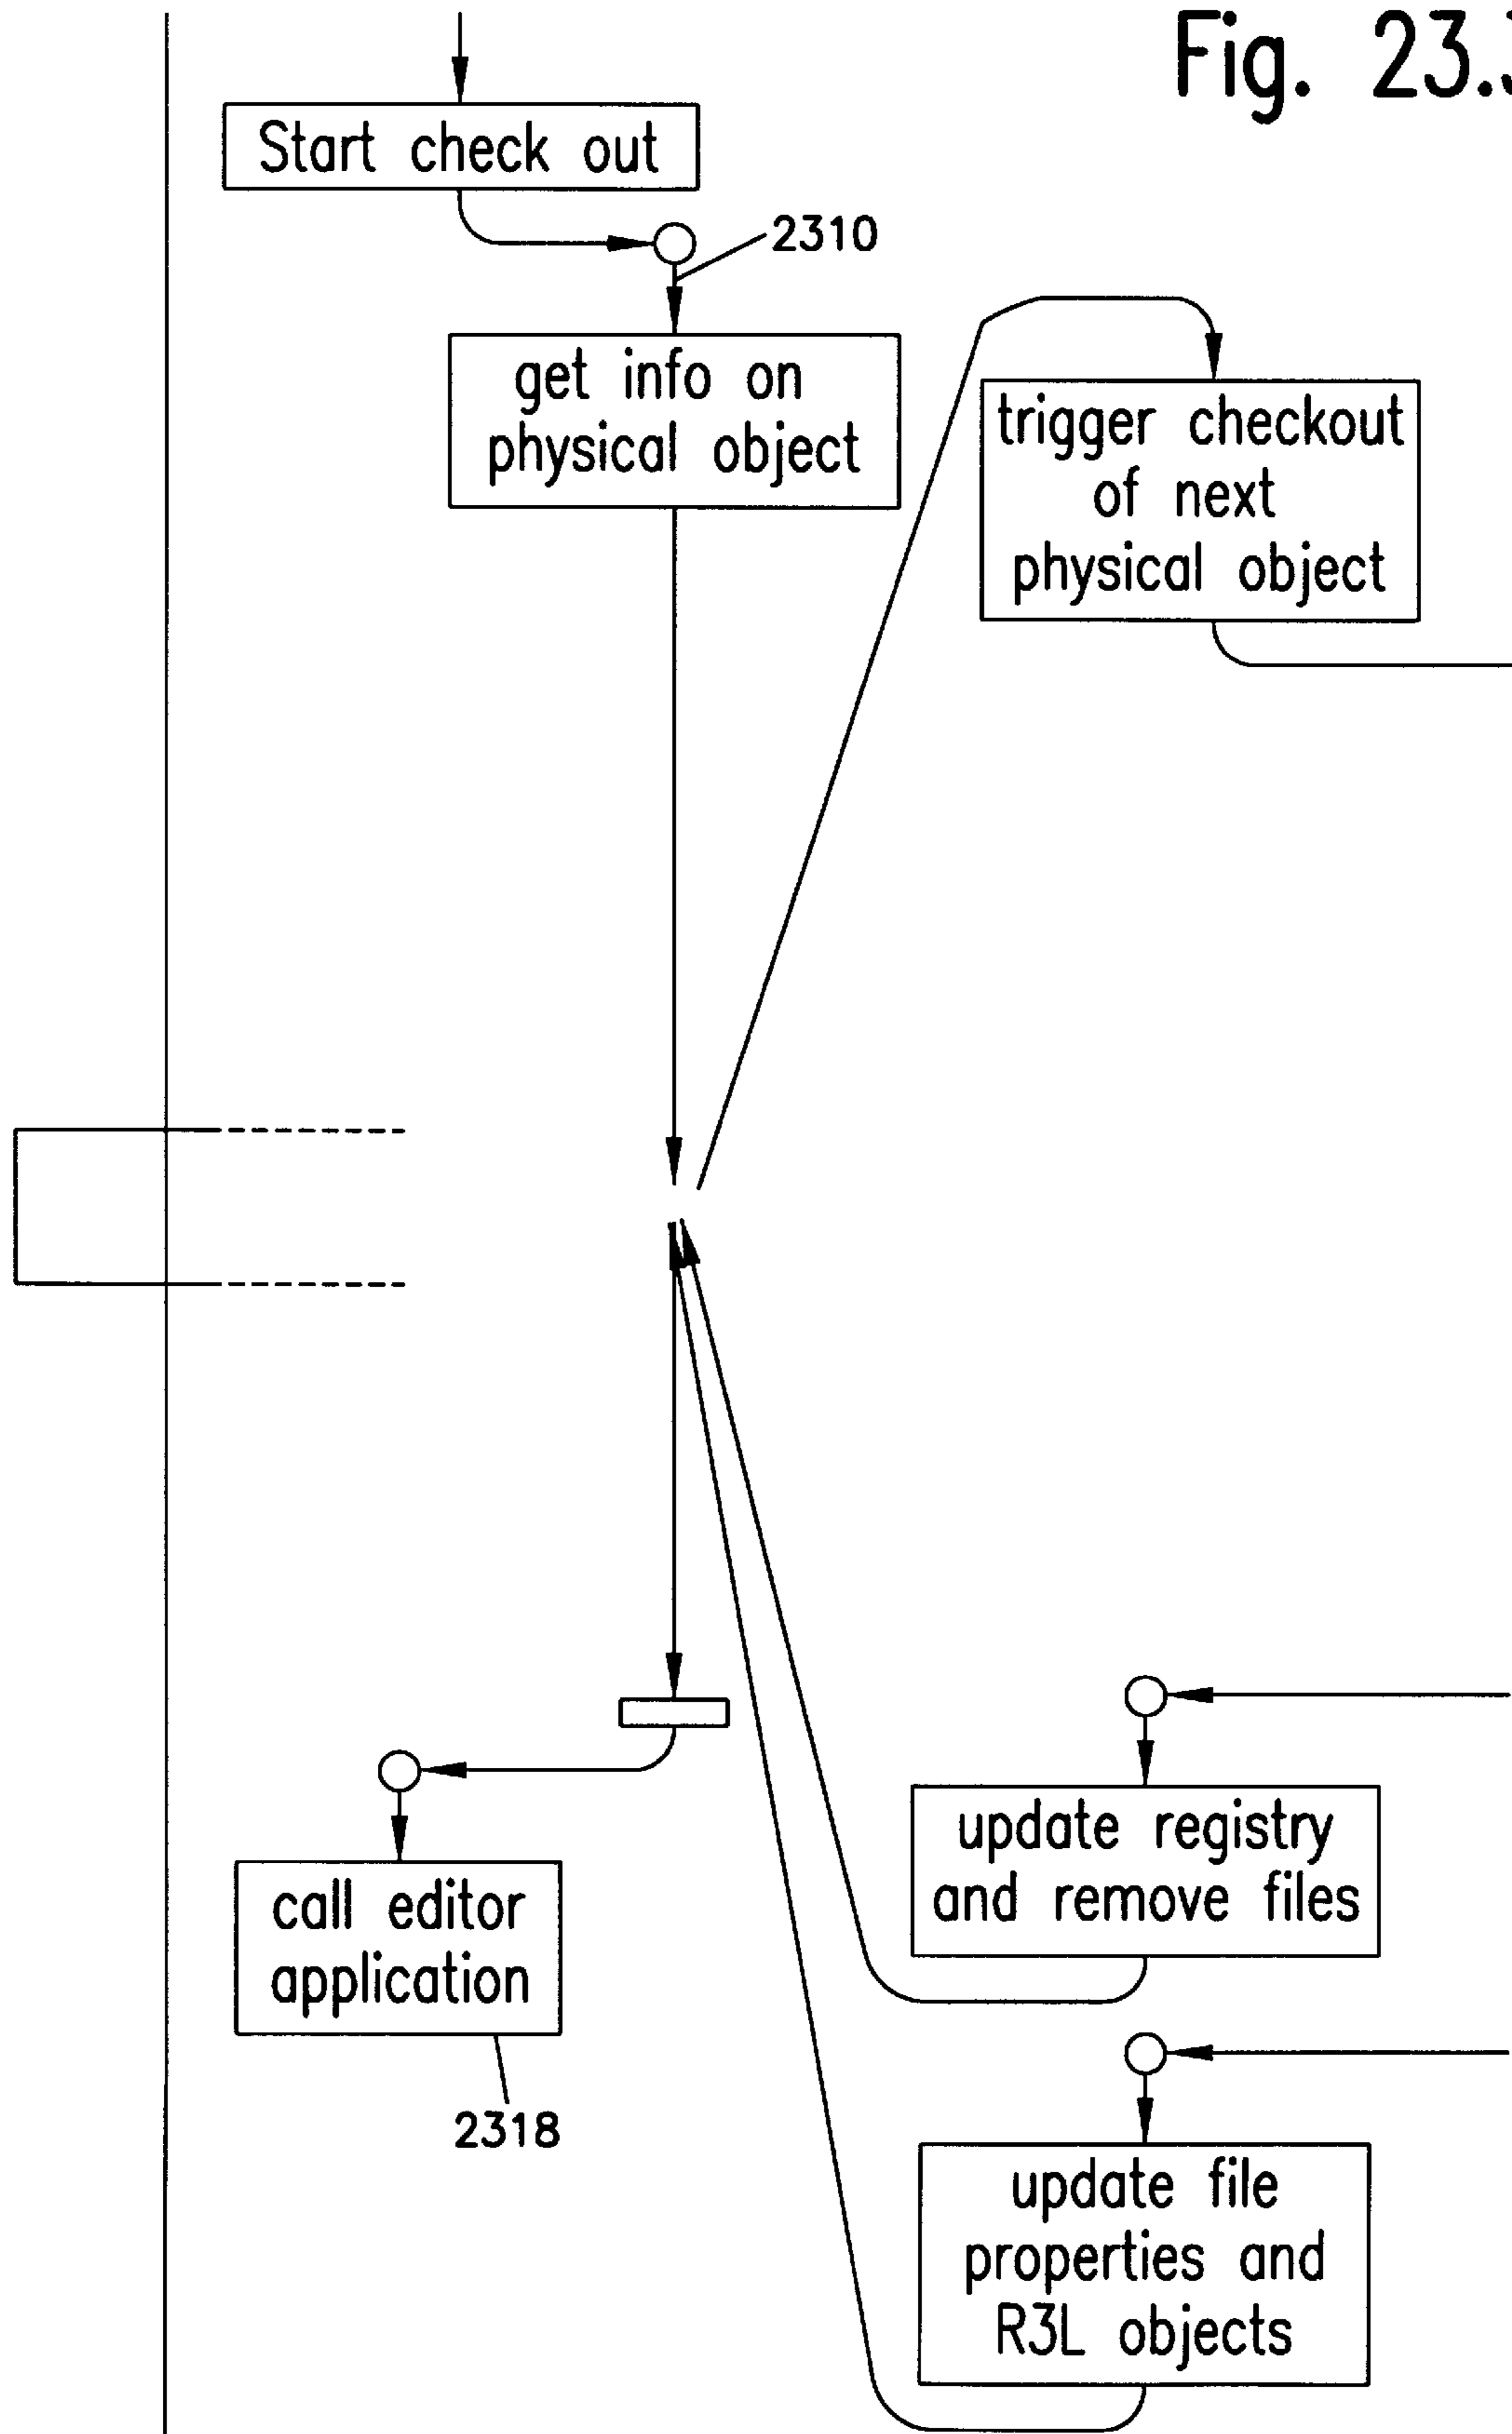 Fig. 23.3
Start check out
2310
get info on
physical object
trigger checkout
of next
physical object
update registry
and remove files
call editor
application
2318
update file
properties and
R3L objects